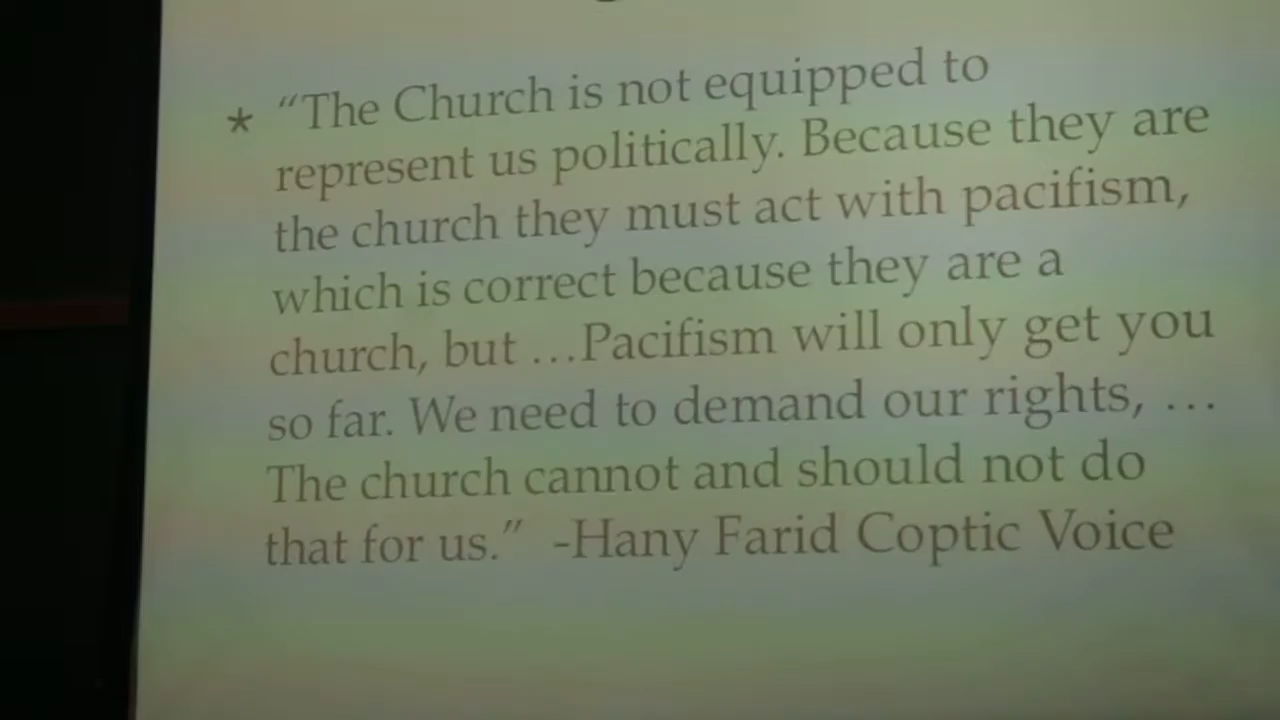 * “The Church is not equipped to
represent us politically. Because they are
the church they must act with pacifism,
which is correct because they are a
church, but …Pacifism will only get you
so far. We need to demand our rights, …
The church cannot and should not do
that for us.” -Hany Farid Coptic Voice